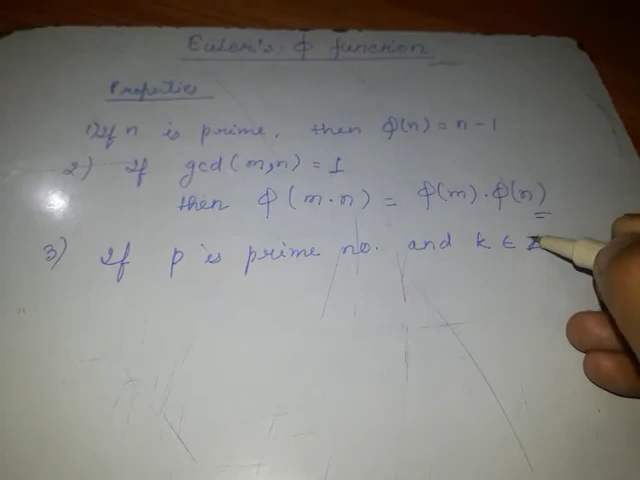 Euler's ϕ function
Properties
1) If n is prime, then ϕ(n) = n - 1
2) If gcd(m,n) = 1
then ϕ(m·n) = ϕ(m)·ϕ(n)
3) If p is prime no. and k ∈ Z